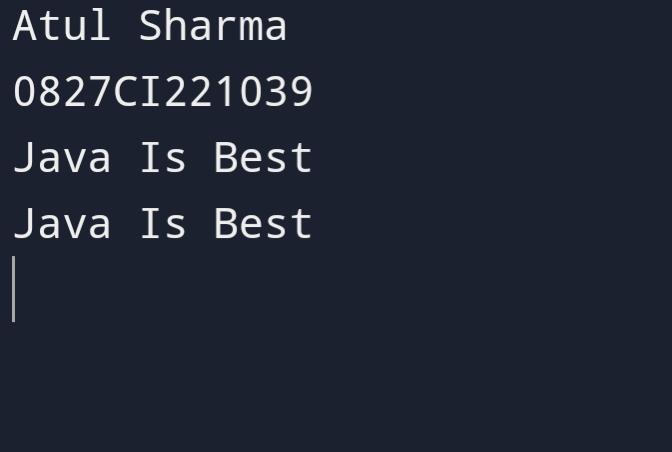 Atul Sharma
0827CI221039
Java Is Best
Java Is Best